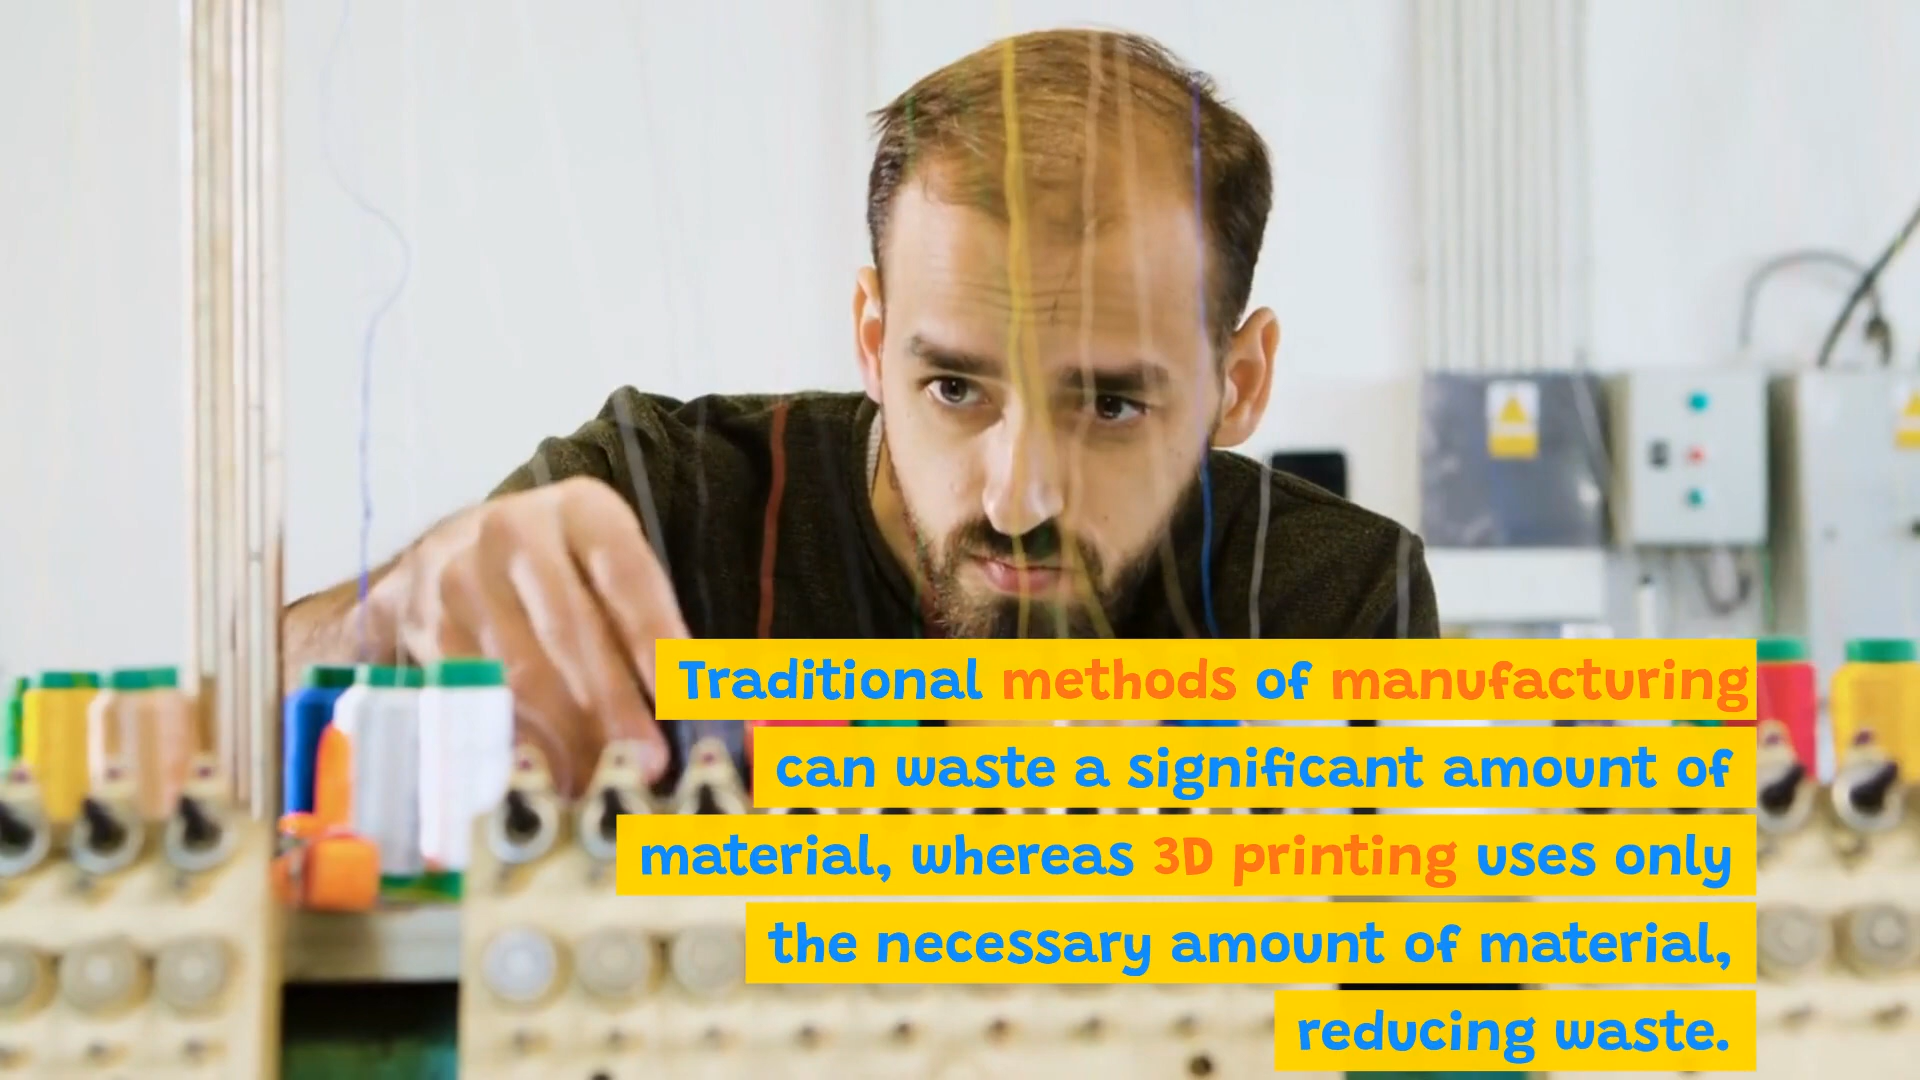 Traditional methods of manufacturing
can waste a significant amount of
material, whereas 3D printing uses only
the necessary amount of material,
reducing waste.